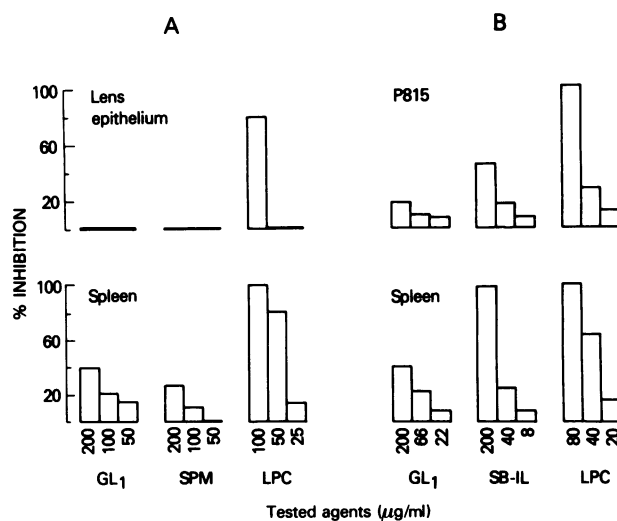 A
B
% INHIBITION
100
60
20
Lens
epithelium
P815
100
60
20
Spleen
Spleen
200 100 50
200 100 50
100 50 25
200 66 22
200 40 8
80 40 20
GL1
SPM
LPC
GL1
SB-IL
LPC
Tested agents (μg/ml)